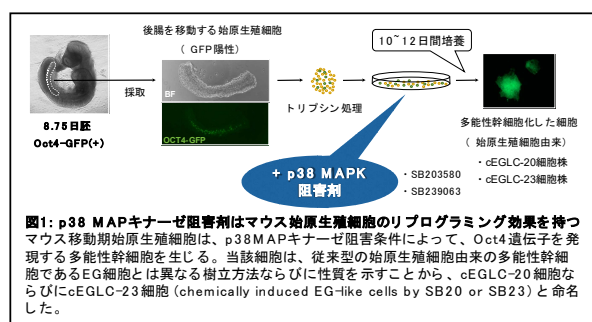 後腸を移動する始原生殖細胞
( GFP陽性)
10~12日間培養
BF
採取
トリプシン処理
8.75日胚
Oct4-GFP(+)
OCT4-GFP
多能性幹細胞化した細胞
( 始原生殖細胞由来)
・cEGLC-20細胞株
・cEGLC-23細胞株
+ p38 MAPK
阻害剤
・SB203580
・SB239063
図1: p38 MAPキナーゼ阻害剤はマウス始原生殖細胞のリプログラミング効果を持つ
マウス移動期始原生殖細胞は、p38MAPキナーゼ阻害条件によって、Oct4遺伝子を発
現する多能性幹細胞を生じる。当該細胞は、従来型の始原生殖細胞由来の多能性幹細
胞であるEG細胞とは異なる樹立方法ならびに性質を示すことから、cEGLC-20細胞な
らびにcEGLC-23細胞(chemically induced EG-like cells by SB20 or SB23)と命名
した。